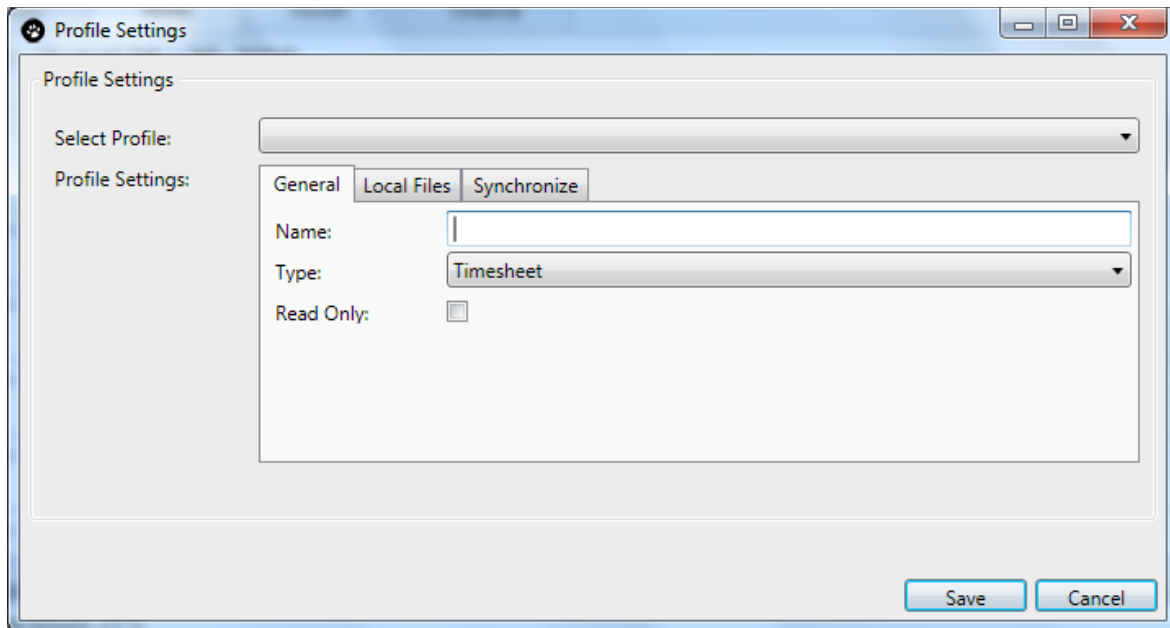 Profile Settings
Profile Settings
Select Profile:
Profile Settings:
General Local Files Synchronize
Name:
Type: Timesheet
Read Only:
Save Cancel